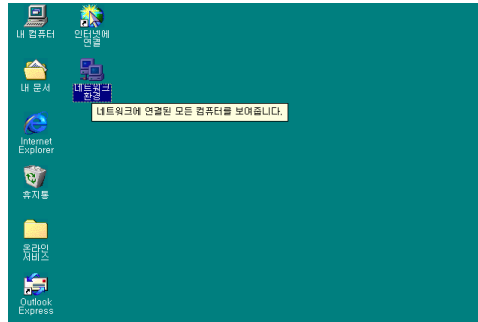 내 컴퓨터
인터넷에
연결
내 문서
네트워크
환경
네트워크에 연결된 모든 컴퓨터를 보여줍니다.
Internet
Explorer
휴지통
온라인
서비스
Outlook
Express